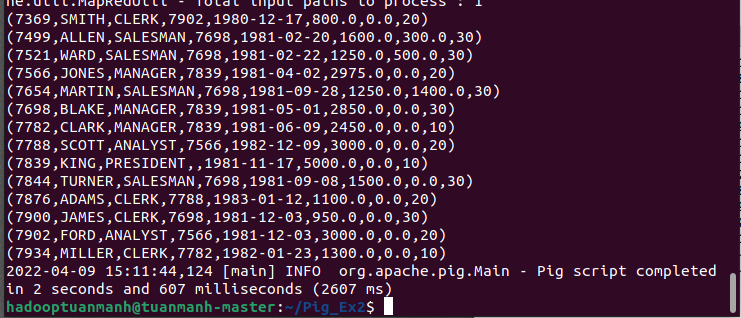 ne.util.MapRedUtil - Total input paths to process : 1
(7369,SMITH,CLERK,7902,1980-12-17,800.0,0.0,20)
(7499,ALLEN,SALESMAN,7698,1981-02-20,1600.0,300.0,30)
(7521,WARD,SALESMAN,7698,1981-02-22,1250.0,500.0,30)
(7566,JONES,MANAGER,7839,1981-04-02,2975.0,0.0,20)
(7654,MARTIN,SALESMAN,7698,1981–09-28,1250.0,1400.0,30)
(7698,BLAKE,MANAGER,7839,1981-05-01,2850.0,0.0,30)
(7782,CLARK,MANAGER,7839,1981-06-09,2450.0,0.0,10)
(7788,SCOTT,ANALYST,7566,1982-12-09,3000.0,0.0,20)
(7839,KING,PRESIDENT,,1981-11-17,5000.0,0.0,10)
(7844,TURNER,SALESMAN,7698,1981-09-08,1500.0,0.0,30)
(7876,ADAMS,CLERK,7788,1983-01-12,1100.0,0.0,20)
(7900,JAMES,CLERK,7698,1981-12-03,950.0,0.0,30)
(7902,FORD,ANALYST,7566,1981-12-03,3000.0,0.0,20)
(7934,MILLER,CLERK,7782,1982-01-23,1300.0,0.0,10)
2022-04-09 15:11:44,124 [main] INFO  org.apache.pig.Main - Pig script completed
in 2 seconds and 607 milliseconds (2607 ms)
hadooptuanmanh@tuanmanh-master:~/Pig_Ex2$